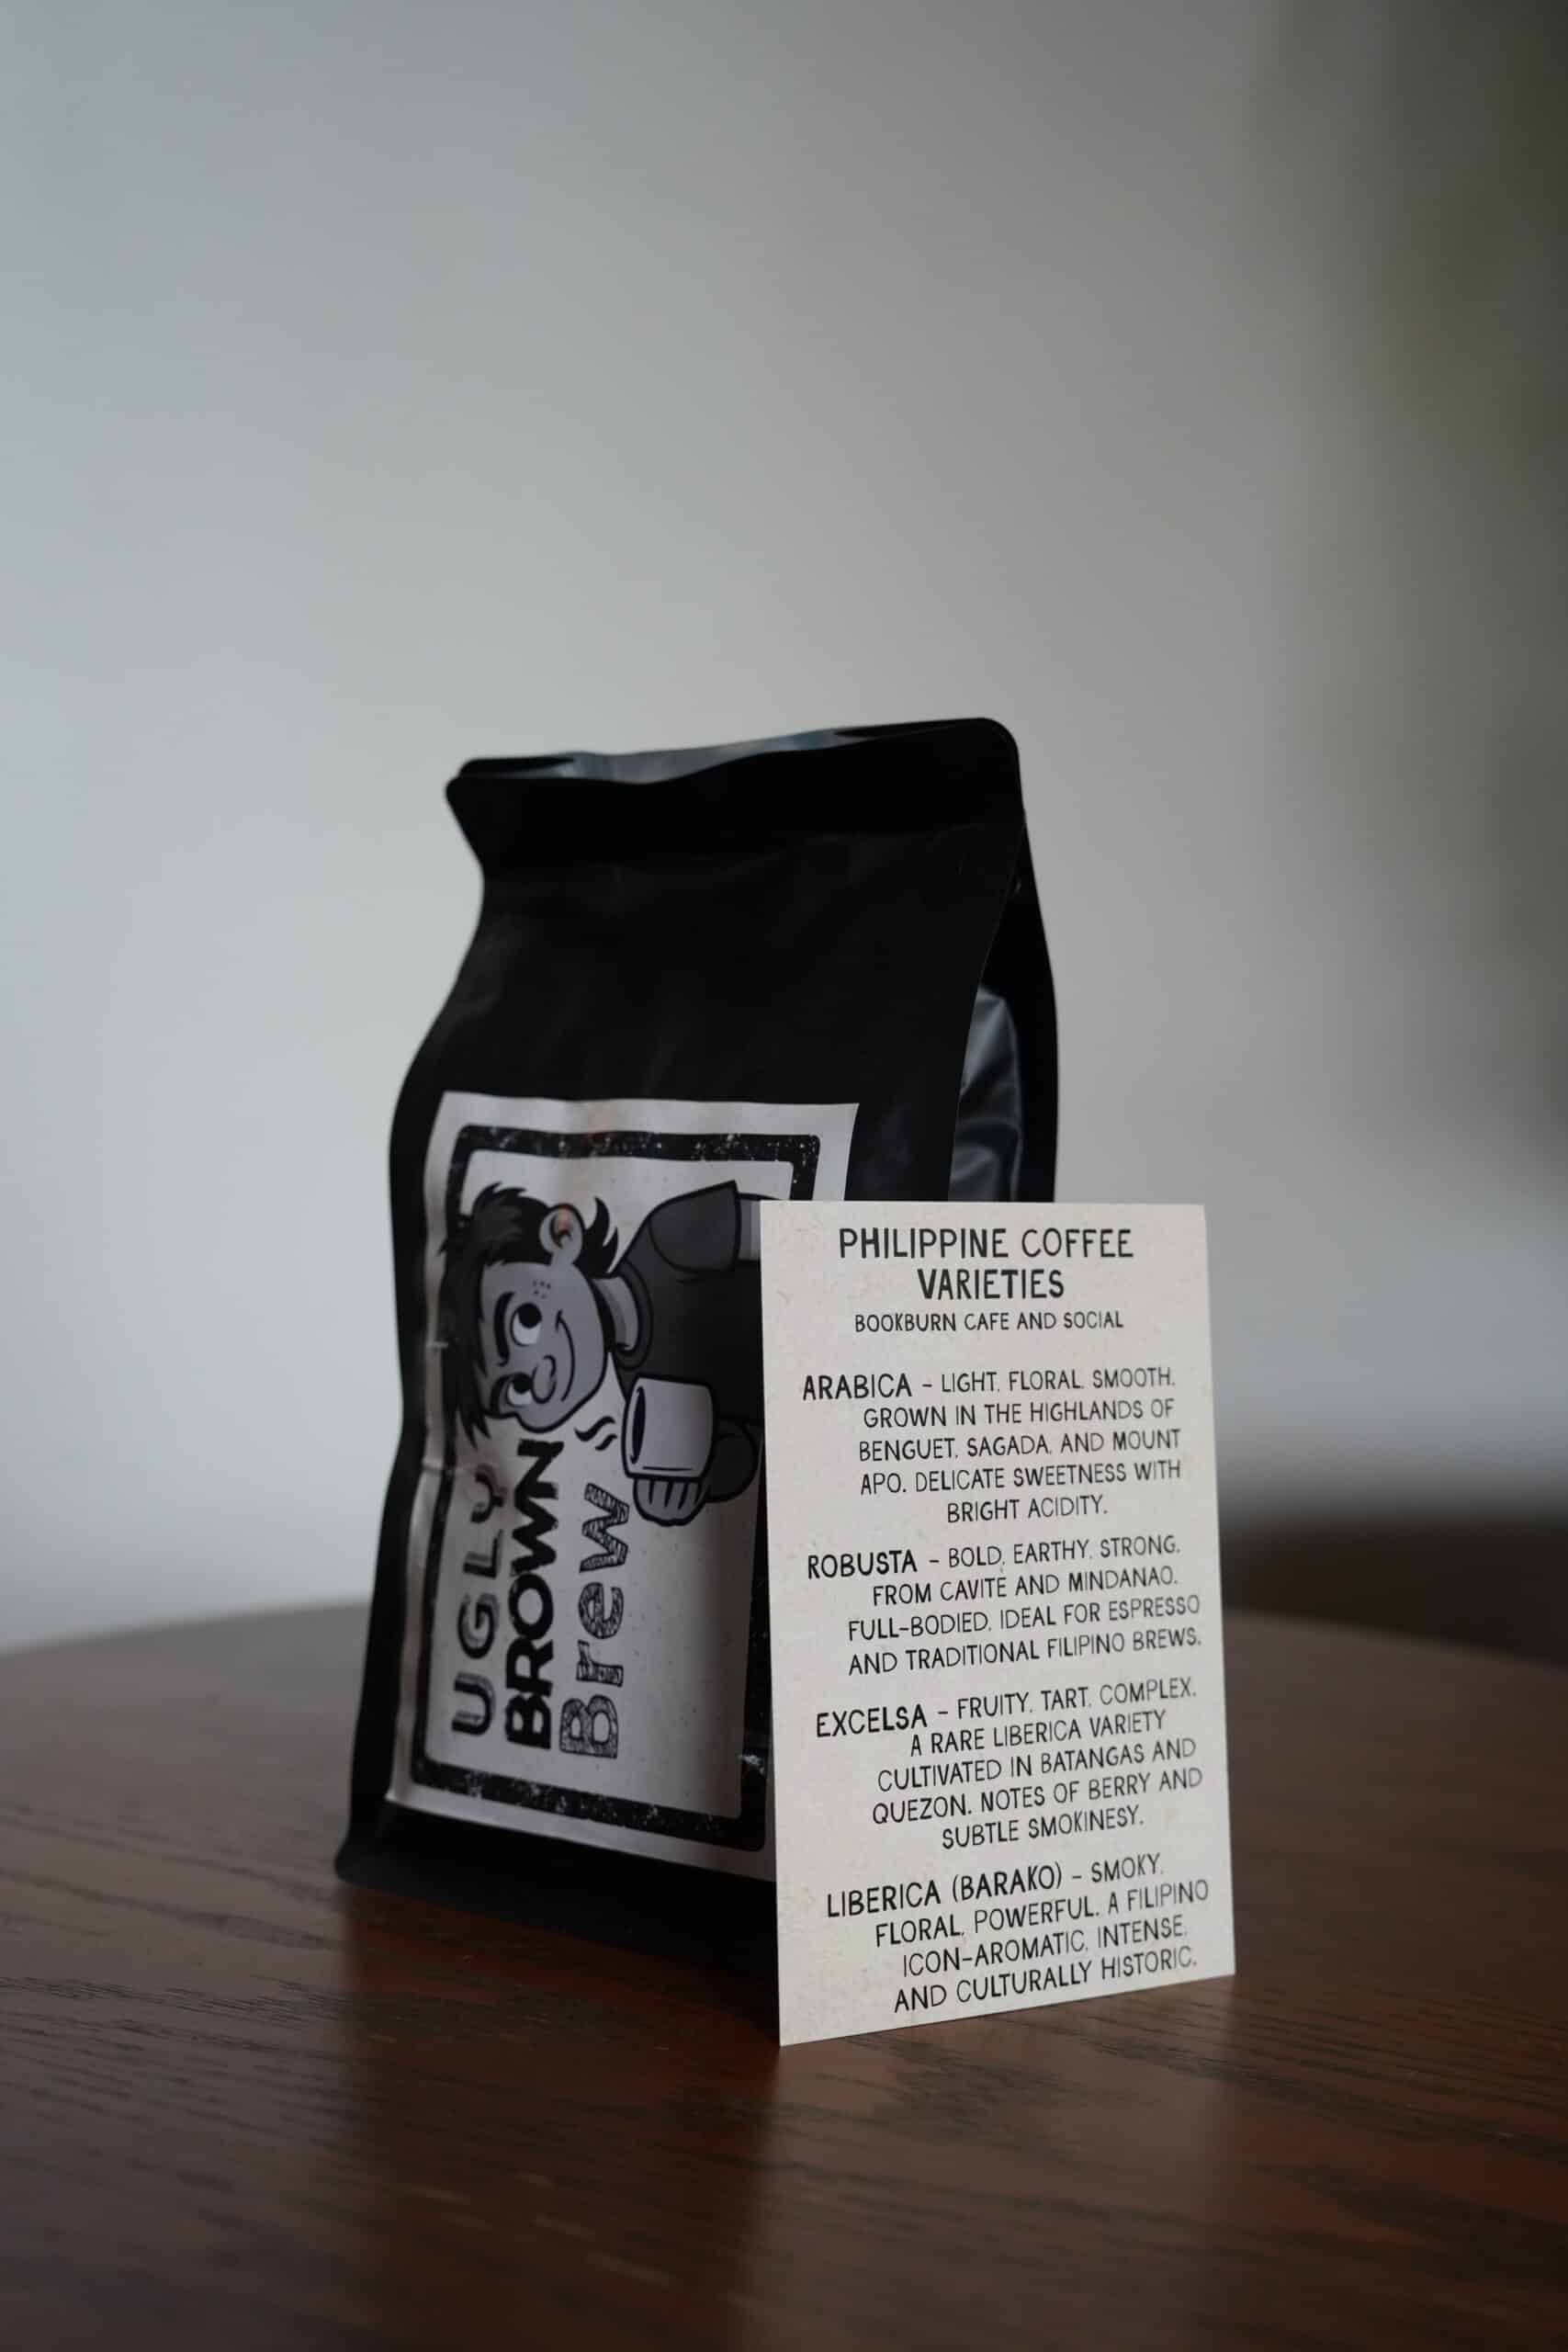 UGLY
BROWN
Brew
PHILIPPINE COFFEE
VARIETIES
BOOKBURN CAFE AND SOCIAL
ARABICA - LIGHT, FLORAL, SMOOTH.
GROWN IN THE HIGHLANDS OF
BENGUET, SAGADA, AND MOUNT
APO. DELICATE SWEETNESS WITH
BRIGHT ACIDITY.
ROBUSTA - BOLD, EARTHY, STRONG.
FROM CAVITE AND MINDANAO.
FULL-BODIED, IDEAL FOR ESPRESSO
AND TRADITIONAL FILIPINO BREWS.
EXCELSA - FRUITY, TART, COMPLEX.
A RARE LIBERICA VARIETY
CULTIVATED IN BATANGAS AND
QUEZON. NOTES OF BERRY AND
SUBTLE SMOKINESY.
LIBERICA (BARAKO) - SMOKY,
FLORAL, POWERFUL. A FILIPINO
ICON-AROMATIC, INTENSE,
AND CULTURALLY HISTORIC.